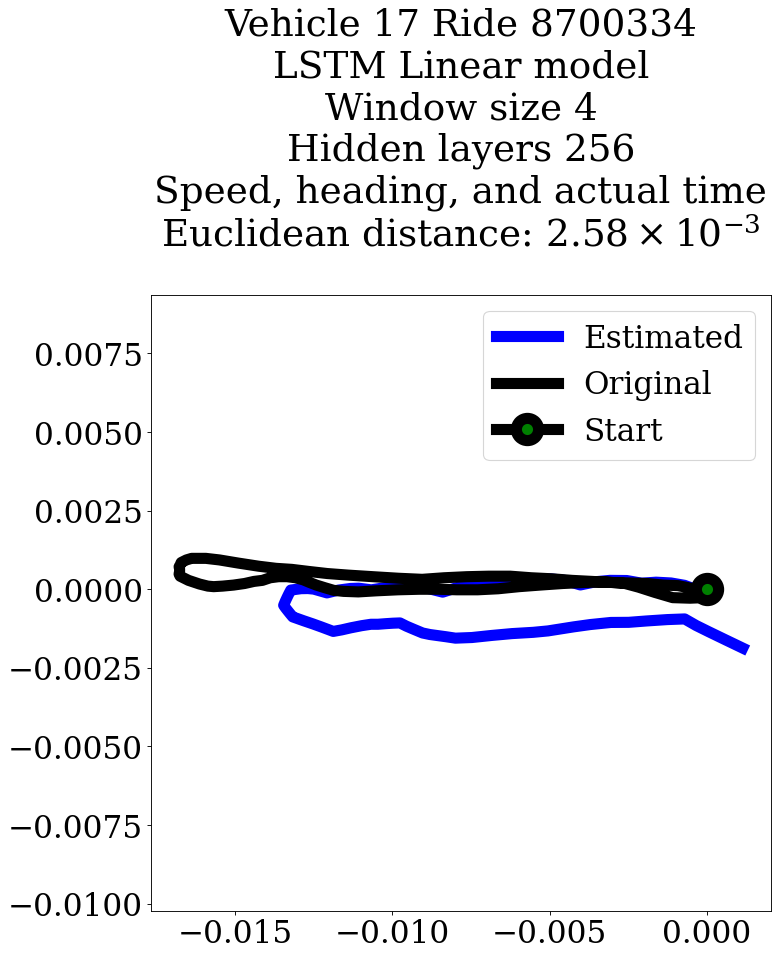 Vehicle 17 Ride 8700334
LSTM Linear model
Window size 4
Hidden layers 256
Speed, heading, and actual time
Euclidean distance: 2.58 × 10⁻³
Estimated
Original
Start
0.0075
0.0050
0.0025
0.0000
−0.0025
−0.0050
−0.0075
−0.0100
−0.015 −0.010 −0.005 0.000